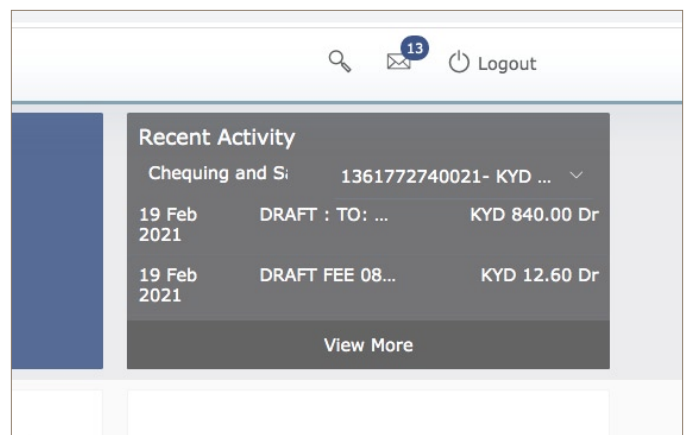 13
Logout
Recent Activity
Chequing and Sa 1361772740021- KYD ...
19 Feb 2021 DRAFT : TO: ... KYD 840.00 Dr
19 Feb 2021 DRAFT FEE 08... KYD 12.60 Dr
View More